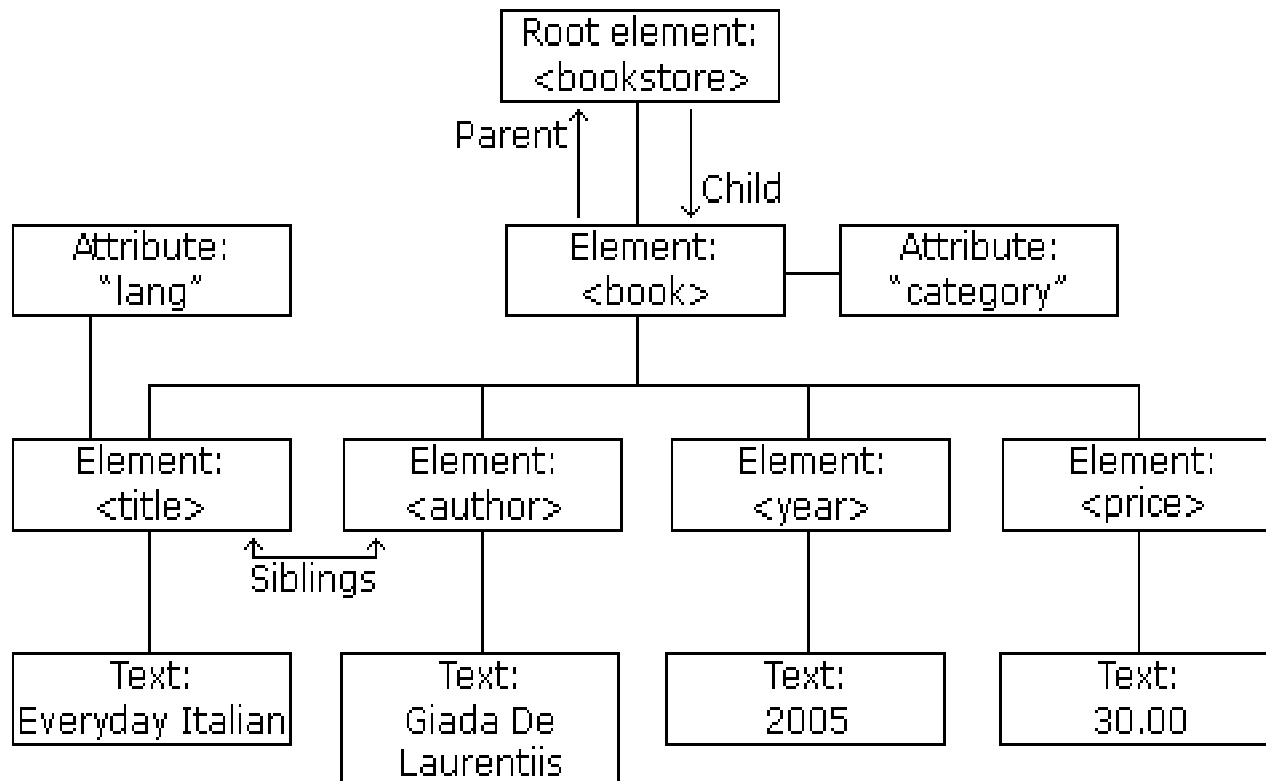 Root element:
<bookstore>
Parent
Child
Attribute:
"lang"
Element:
<book>
Attribute:
"category"
Element:
<title>
Element:
<author>
Element:
<year>
Element:
<price>
Siblings
Text:
Everyday Italian
Text:
Giada De
Laurentiis
Text:
2005
Text:
30.00